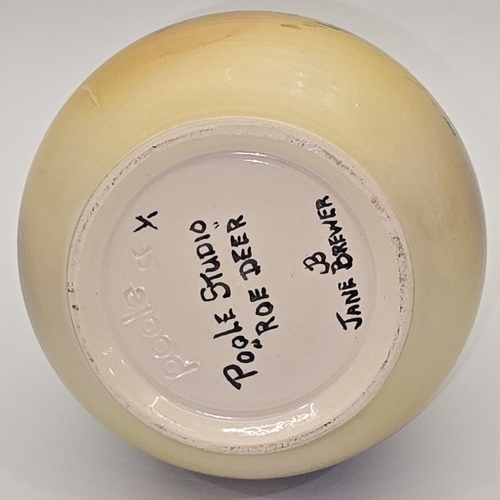 X
poole
POOLE STUDIO
"ROE DEER"
JB
JANE BREWER